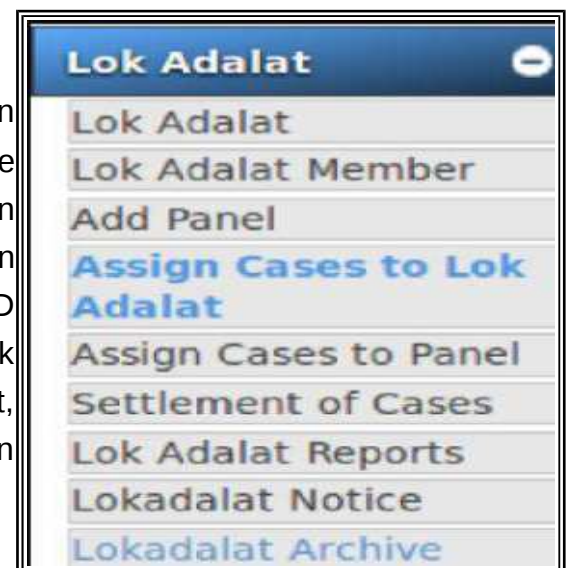 Lok Adalat
Lok Adalat
Lok Adalat Member
Add Panel
Assign Cases to Lok
Adalat
Assign Cases to Panel
Settlement of Cases
Lok Adalat Reports
Lokadalat Notice
Lokadalat Archive